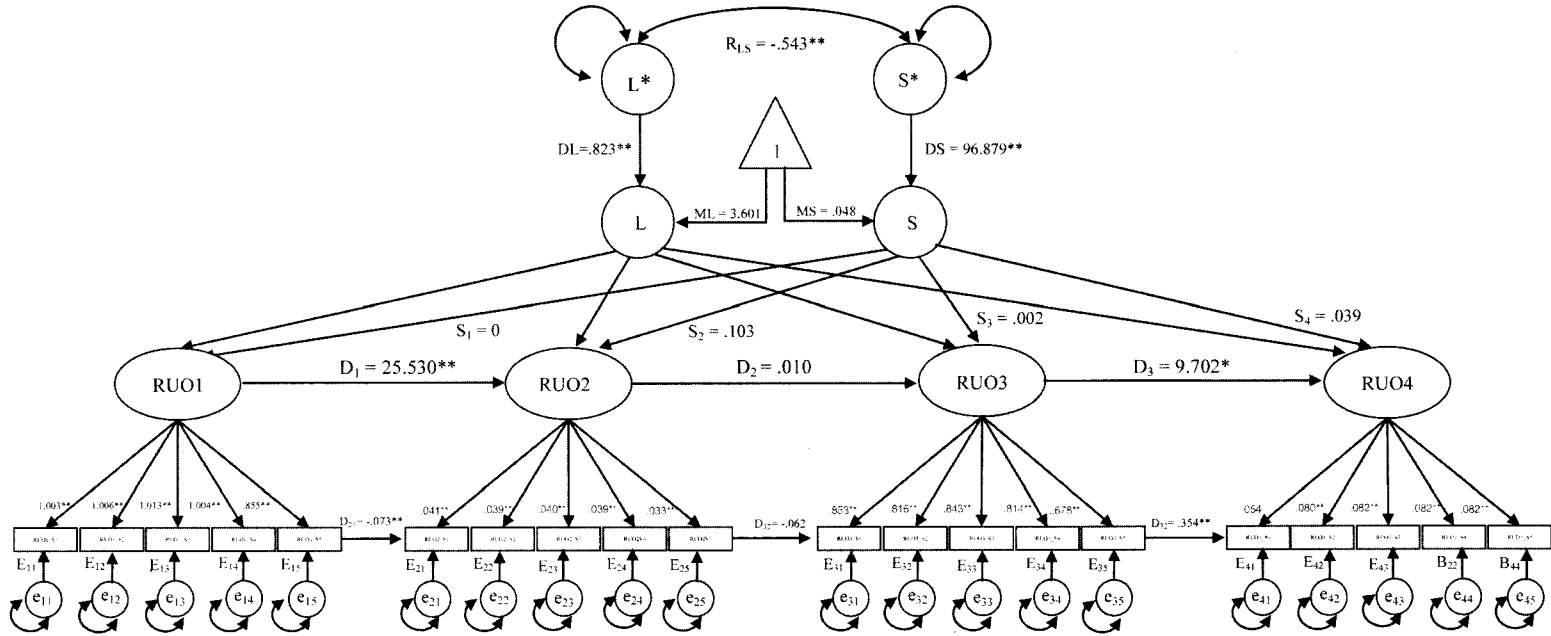 R_LS = -.543**
L*
S*
DL=.823**
1
DS = 96.879**
ML = 3.601
MS = .048
L
S
S₁ = 0
S₂ = .103
S₃ = .002
S₄ = .039
RUO1
D₁ = 25.530**
RUO2
D₂ = .010
RUO3
D₃ = 9.702*
RUO4
1.003** 1.006** 1.013** 1.004** .855**
.041** .039** .040** .039** .033**
.853** .816** .843** .814** .678**
.054 .080** .082** .082** .082**
= -.073**
D₃₂= -.062
= .354**
E₁₁ E₁₂ E₁₃ E₁₄ E₁₅
E₂₁ E₂₂ E₂₃ E₂₄ E₂₅
E₃₁ E₃₂ E₃₃ E₃₄ E₃₅
E₄₁ E₄₂ E₄₃ B₂₂ B₄₄
e₁₁ e₁₂ e₁₃ e₁₄ e₁₅
e₂₁ e₂₂ e₂₃ e₂₄ e₂₅
e₃₁ e₃₂ e₃₃ e₃₄ e₃₅
e₄₁ e₄₂ e₄₃ e₄₄ e₄₅